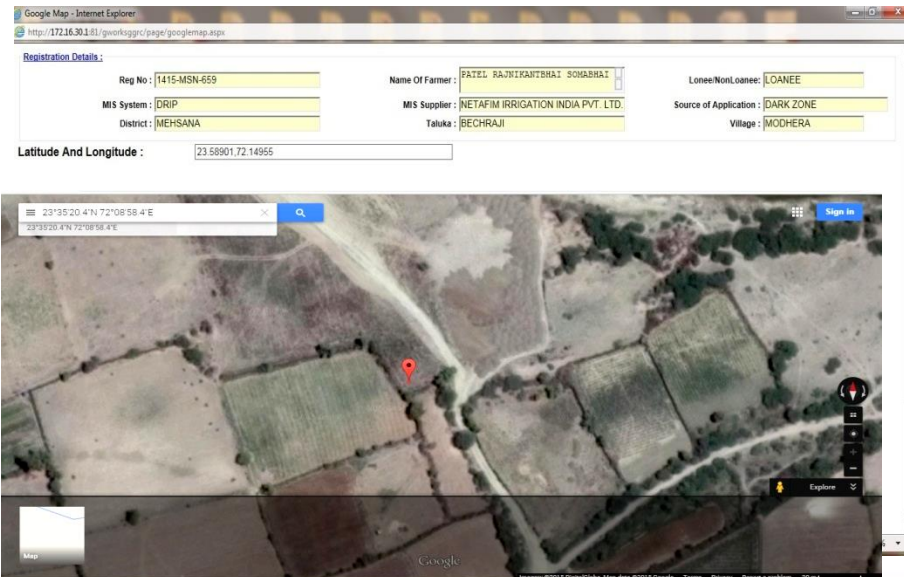 Google Map - Internet Explorer
http://172.16.30.1:81/gworksggrc/page/googlemap.aspx
Registration Details :
Reg No : 1415-MSN-659 Name Of Farmer : PATEL RAJNIKANTBHAI SOMABHAI Lonee/NonLoanee: LOANEE
MIS System : DRIP MIS Supplier : NETAFIM IRRIGATION INDIA PVT. LTD. Source of Application : DARK ZONE
District : MEHSANA Taluka : BECHRAJI Village : MODHERA
Latitude And Longitude : 23.58901,72.14955
23°35'20.4"N 72°08'58.4"E Sign in
23°35'20.4"N 72°08'58.4"E
Explore
Map
Google